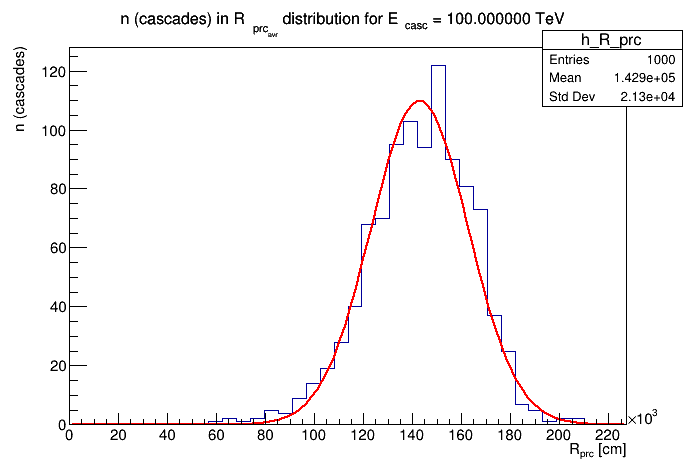 n (cascades) in R prc_awr distribution for E casc = 100.000000 TeV
h_R_prc
Entries 1000
Mean 1.429e+05
Std Dev 2.13e+04
n (cascades)
120
100
80
60
40
20
0
0 20 40 60 80 100 120 140 160 180 200 220 ×10³
R prc [cm]